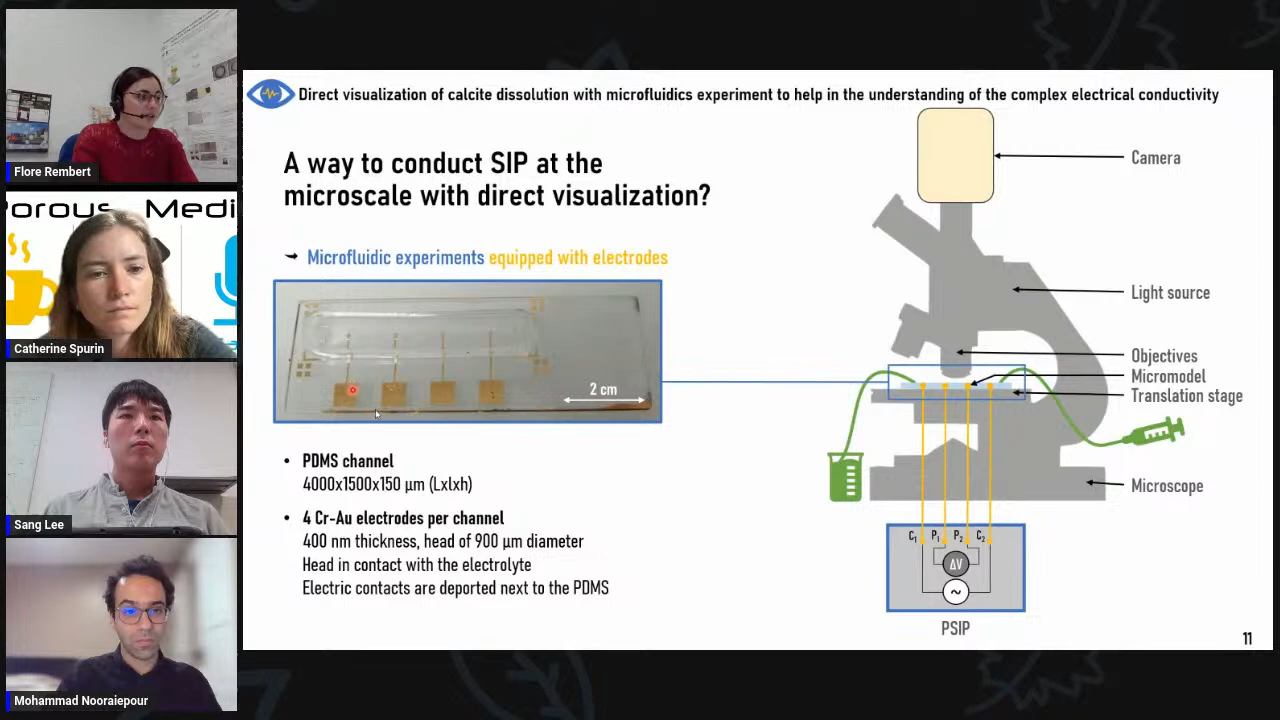 Flore Rembert
Porous Medi
Catherine Spurin
Sang Lee
Mohammad Nooraiepour
Direct visualization of calcite dissolution with microfluidics experiment to help in the understanding of the complex electrical conductivity
A way to conduct SIP at the
microscale with direct visualization?
Microfluidic experiments equipped with electrodes
2 cm
• PDMS channel
4000x1500x150 µm (Lxlxh)
• 4 Cr-Au electrodes per channel
400 nm thickness, head of 900 µm diameter
Head in contact with the electrolyte
Electric contacts are deported next to the PDMS
Camera
Light source
Objectives
Micromodel
Translation stage
Microscope
C₁ P₁ P₂ C₂
ΔV
~
PSIP
11